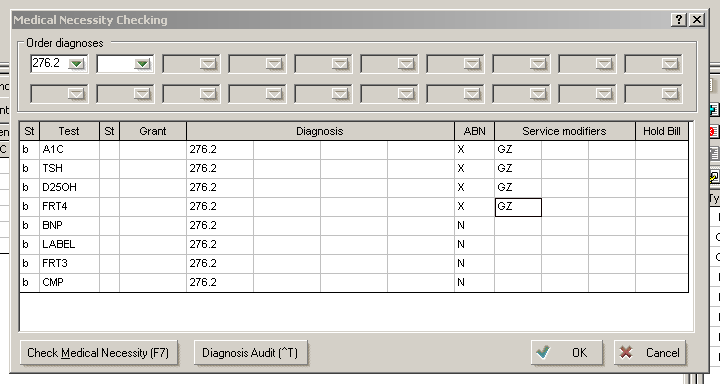 Medical Necessity Checking
Order diagnoses
276.2
St Test St Grant Diagnosis ABN Service modifiers Hold Bill
b A1C 276.2 X GZ
b TSH 276.2 X GZ
b D25OH 276.2 X GZ
b FRT4 276.2 X GZ
b BNP 276.2 N
b LABEL 276.2 N
b FRT3 276.2 N
b CMP 276.2 N
Check Medical Necessity (F7) Diagnosis Audit (^T) OK Cancel